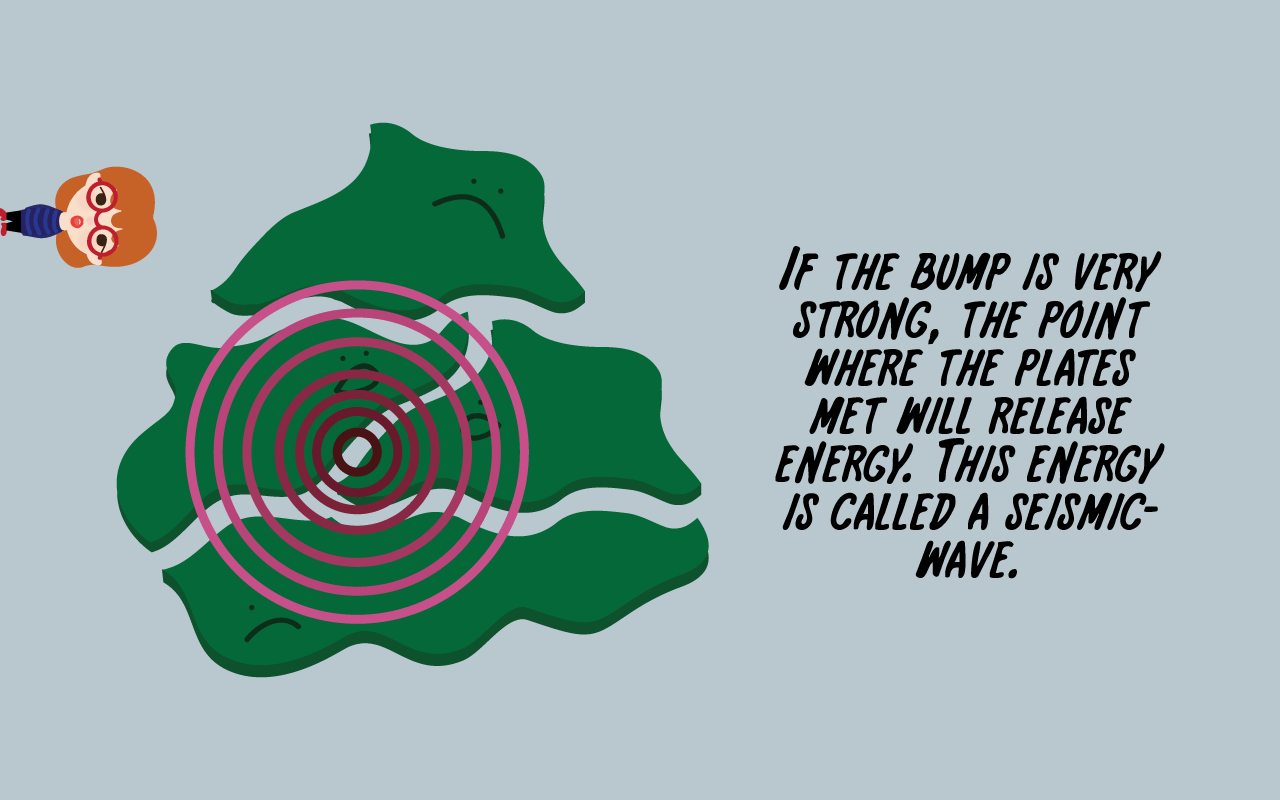 If the bump is very
strong, the point
where the plates
met will release
energy. This energy
is called a seismic-
wave.